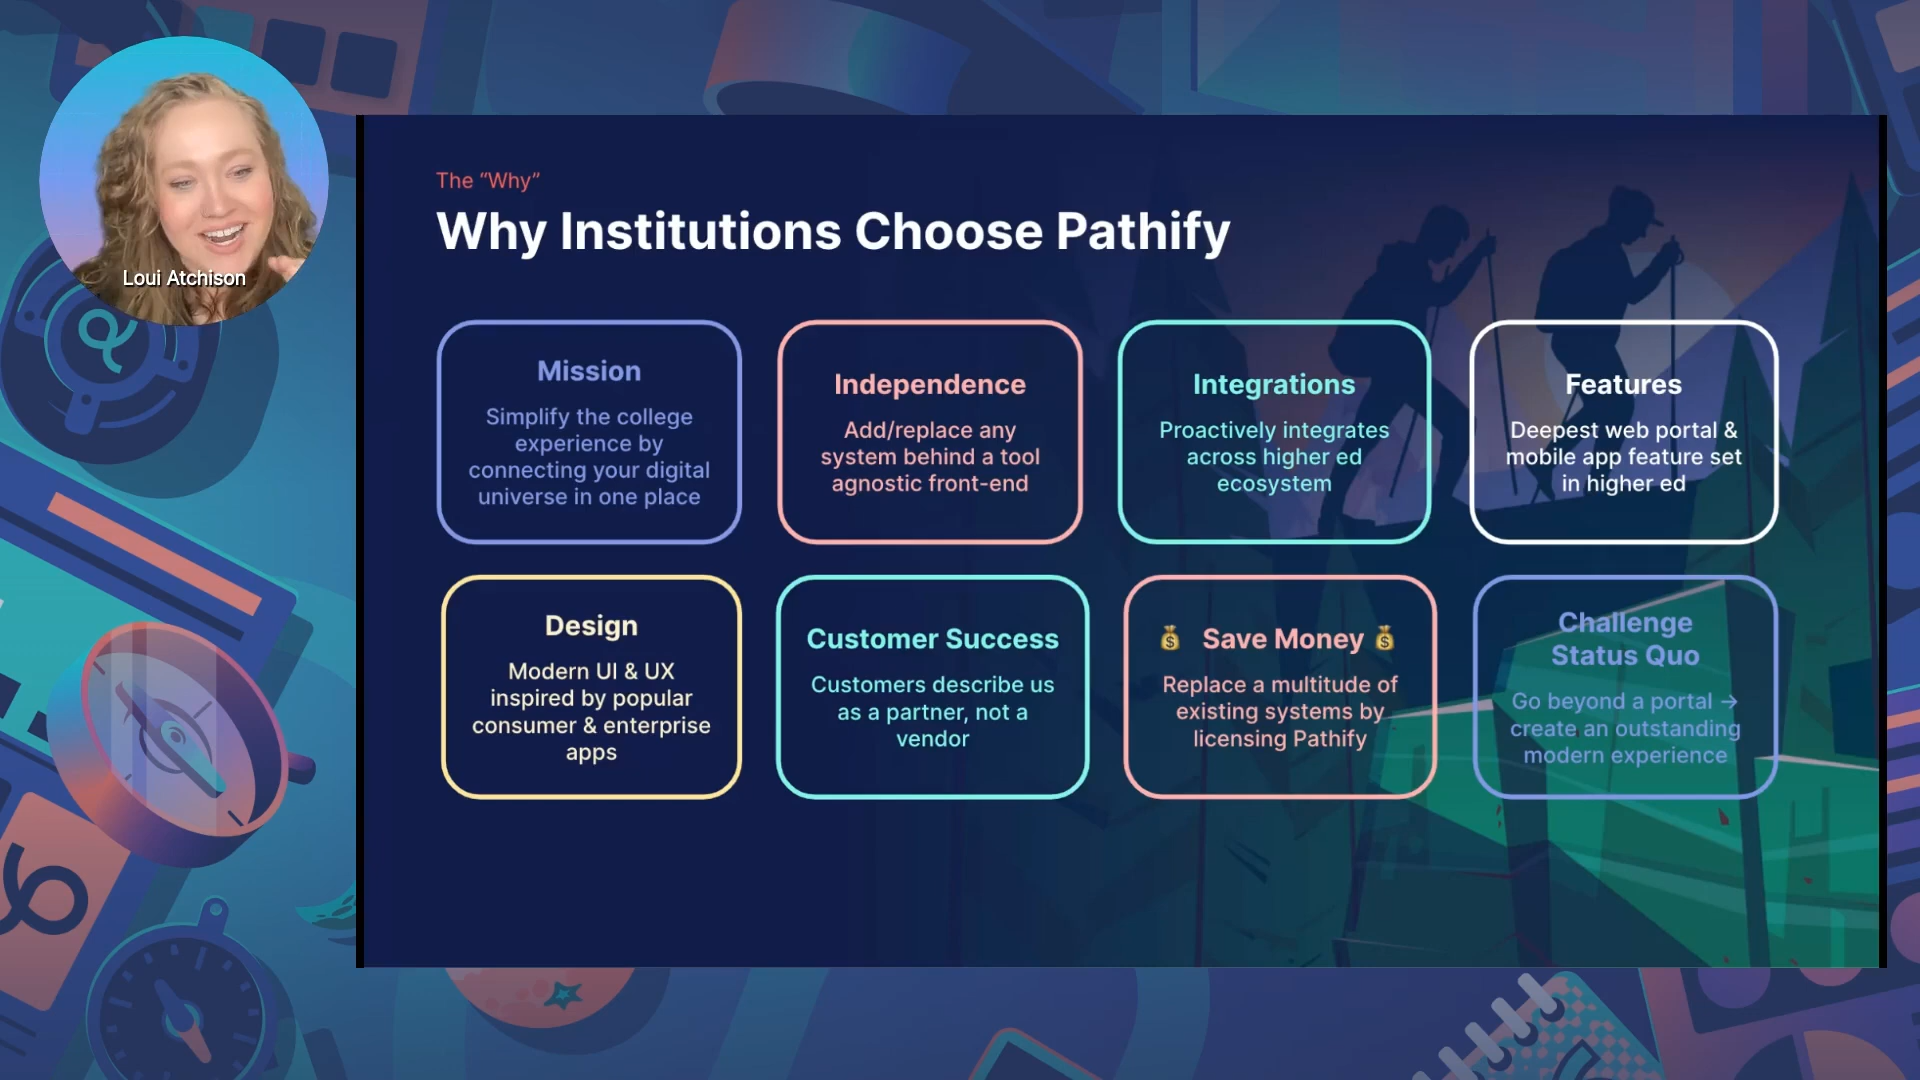 Loui Atchison
The “Why”
Why Institutions Choose Pathify
Mission
Simplify the college
experience by
connecting your digital
universe in one place
Independence
Add/replace any
system behind a tool
agnostic front-end
Integrations
Proactively integrates
across higher ed
ecosystem
Features
Deepest web portal &
mobile app feature set
in higher ed
Design
Modern UI & UX
inspired by popular
consumer & enterprise
apps
Customer Success
Customers describe us
as a partner, not a
vendor
💰 Save Money 💰
Replace a multitude of
existing systems by
licensing Pathify
Challenge
Status Quo
Go beyond a portal →
create an outstanding
modern experience